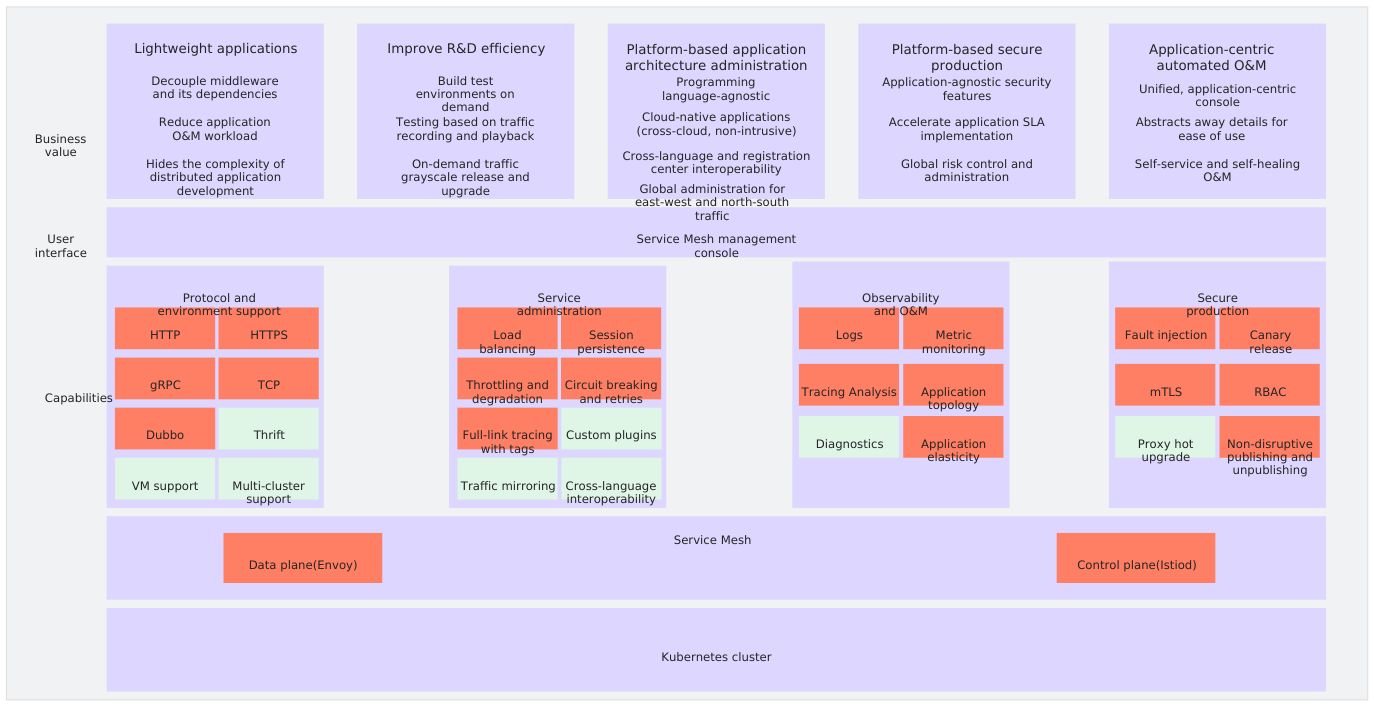 Lightweight applications
Decouple middleware
and its dependencies
Reduce application
O&M workload
Hides the complexity of
distributed application
development
Improve R&D efficiency
Build test
environments on
demand
Testing based on traffic
recording and playback
On-demand traffic
grayscale release and
upgrade
Platform-based application
architecture administration
Programming
language-agnostic
Cloud-native applications
(cross-cloud, non-intrusive)
Cross-language and registration
center interoperability
Global administration for
east-west and north-south
traffic
Platform-based secure
production
Application-agnostic security
features
Accelerate application SLA
implementation
Global risk control and
administration
Application-centric
automated O&M
Unified, application-centric
console
Abstracts away details for
ease of use
Self-service and self-healing
O&M
Business
value
User
interface
Service Mesh management
console
Capabilities
Protocol and
environment support
HTTP
HTTPS
gRPC
TCP
Dubbo
Thrift
VM support
Multi-cluster
support
Service
administration
Load
balancing
Session
persistence
Throttling and
degradation
Circuit breaking
and retries
Full-link tracing
with tags
Custom plugins
Traffic mirroring
Cross-language
interoperability
Observability
and O&M
Logs
Metric
monitoring
Tracing Analysis
Application
topology
Diagnostics
Application
elasticity
Secure
production
Fault injection
Canary
release
mTLS
RBAC
Proxy hot
upgrade
Non-disruptive
publishing and
unpublishing
Service Mesh
Data plane(Envoy)
Control plane(Istiod)
Kubernetes cluster